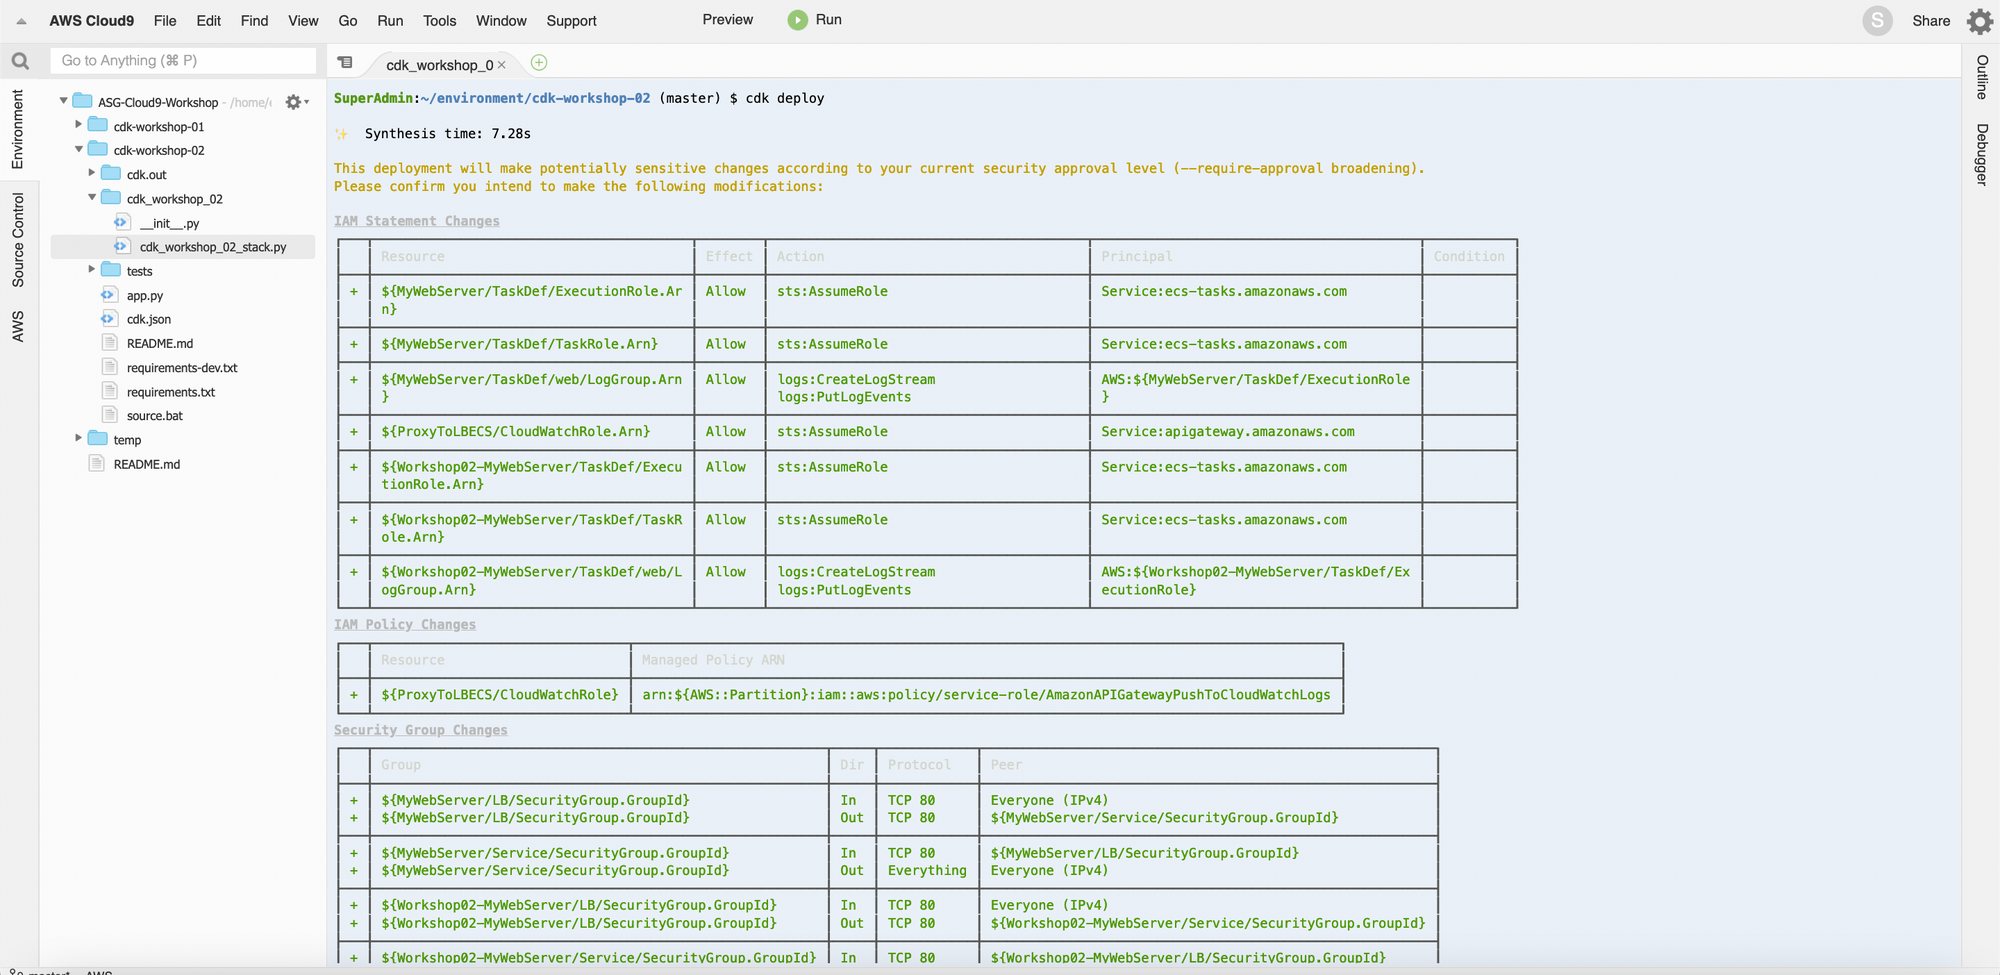 AWS Cloud9 File Edit Find View Go Run Tools Window Support Preview Run S Share
Go to Anything (⌘ P)
cdk_workshop_0
Environment
Source Control
AWS
Outline
Debugger
ASG-Cloud9-Workshop - /home/
cdk-workshop-01
cdk-workshop-02
cdk.out
cdk_workshop_02
__init__.py
cdk_workshop_02_stack.py
tests
app.py
cdk.json
README.md
requirements-dev.txt
requirements.txt
source.bat
temp
README.md
SuperAdmin:~/environment/cdk-workshop-02 (master) $ cdk deploy
✨ Synthesis time: 7.28s
This deployment will make potentially sensitive changes according to your current security approval level (--require-approval broadening).
Please confirm you intend to make the following modifications:
IAM Statement Changes
Resource Effect Action Principal Condition
+ ${MyWebServer/TaskDef/ExecutionRole.Ar Allow sts:AssumeRole Service:ecs-tasks.amazonaws.com
n}
+ ${MyWebServer/TaskDef/TaskRole.Arn} Allow sts:AssumeRole Service:ecs-tasks.amazonaws.com
+ ${MyWebServer/TaskDef/web/LogGroup.Arn Allow logs:CreateLogStream AWS:${MyWebServer/TaskDef/ExecutionRole
} logs:PutLogEvents }
+ ${ProxyToLBECS/CloudWatchRole.Arn} Allow sts:AssumeRole Service:apigateway.amazonaws.com
+ ${Workshop02-MyWebServer/TaskDef/Execu Allow sts:AssumeRole Service:ecs-tasks.amazonaws.com
tionRole.Arn}
+ ${Workshop02-MyWebServer/TaskDef/TaskR Allow sts:AssumeRole Service:ecs-tasks.amazonaws.com
ole.Arn}
+ ${Workshop02-MyWebServer/TaskDef/web/L Allow logs:CreateLogStream AWS:${Workshop02-MyWebServer/TaskDef/Ex
ogGroup.Arn} logs:PutLogEvents ecutionRole}
IAM Policy Changes
Resource Managed Policy ARN
+ ${ProxyToLBECS/CloudWatchRole} arn:${AWS::Partition}:iam::aws:policy/service-role/AmazonAPIGatewayPushToCloudWatchLogs
Security Group Changes
Group Dir Protocol Peer
+ ${MyWebServer/LB/SecurityGroup.GroupId} In TCP 80 Everyone (IPv4)
+ ${MyWebServer/LB/SecurityGroup.GroupId} Out TCP 80 ${MyWebServer/Service/SecurityGroup.GroupId}
+ ${MyWebServer/Service/SecurityGroup.GroupId} In TCP 80 ${MyWebServer/LB/SecurityGroup.GroupId}
+ ${MyWebServer/Service/SecurityGroup.GroupId} Out Everything Everyone (IPv4)
+ ${Workshop02-MyWebServer/LB/SecurityGroup.GroupId} In TCP 80 Everyone (IPv4)
+ ${Workshop02-MyWebServer/LB/SecurityGroup.GroupId} Out TCP 80 ${Workshop02-MyWebServer/Service/SecurityGroup.GroupId}
+ ${Workshop02-MyWebServer/Service/SecurityGroup.GroupId} In TCP 80 ${Workshop02-MyWebServer/LB/SecurityGroup.GroupId}